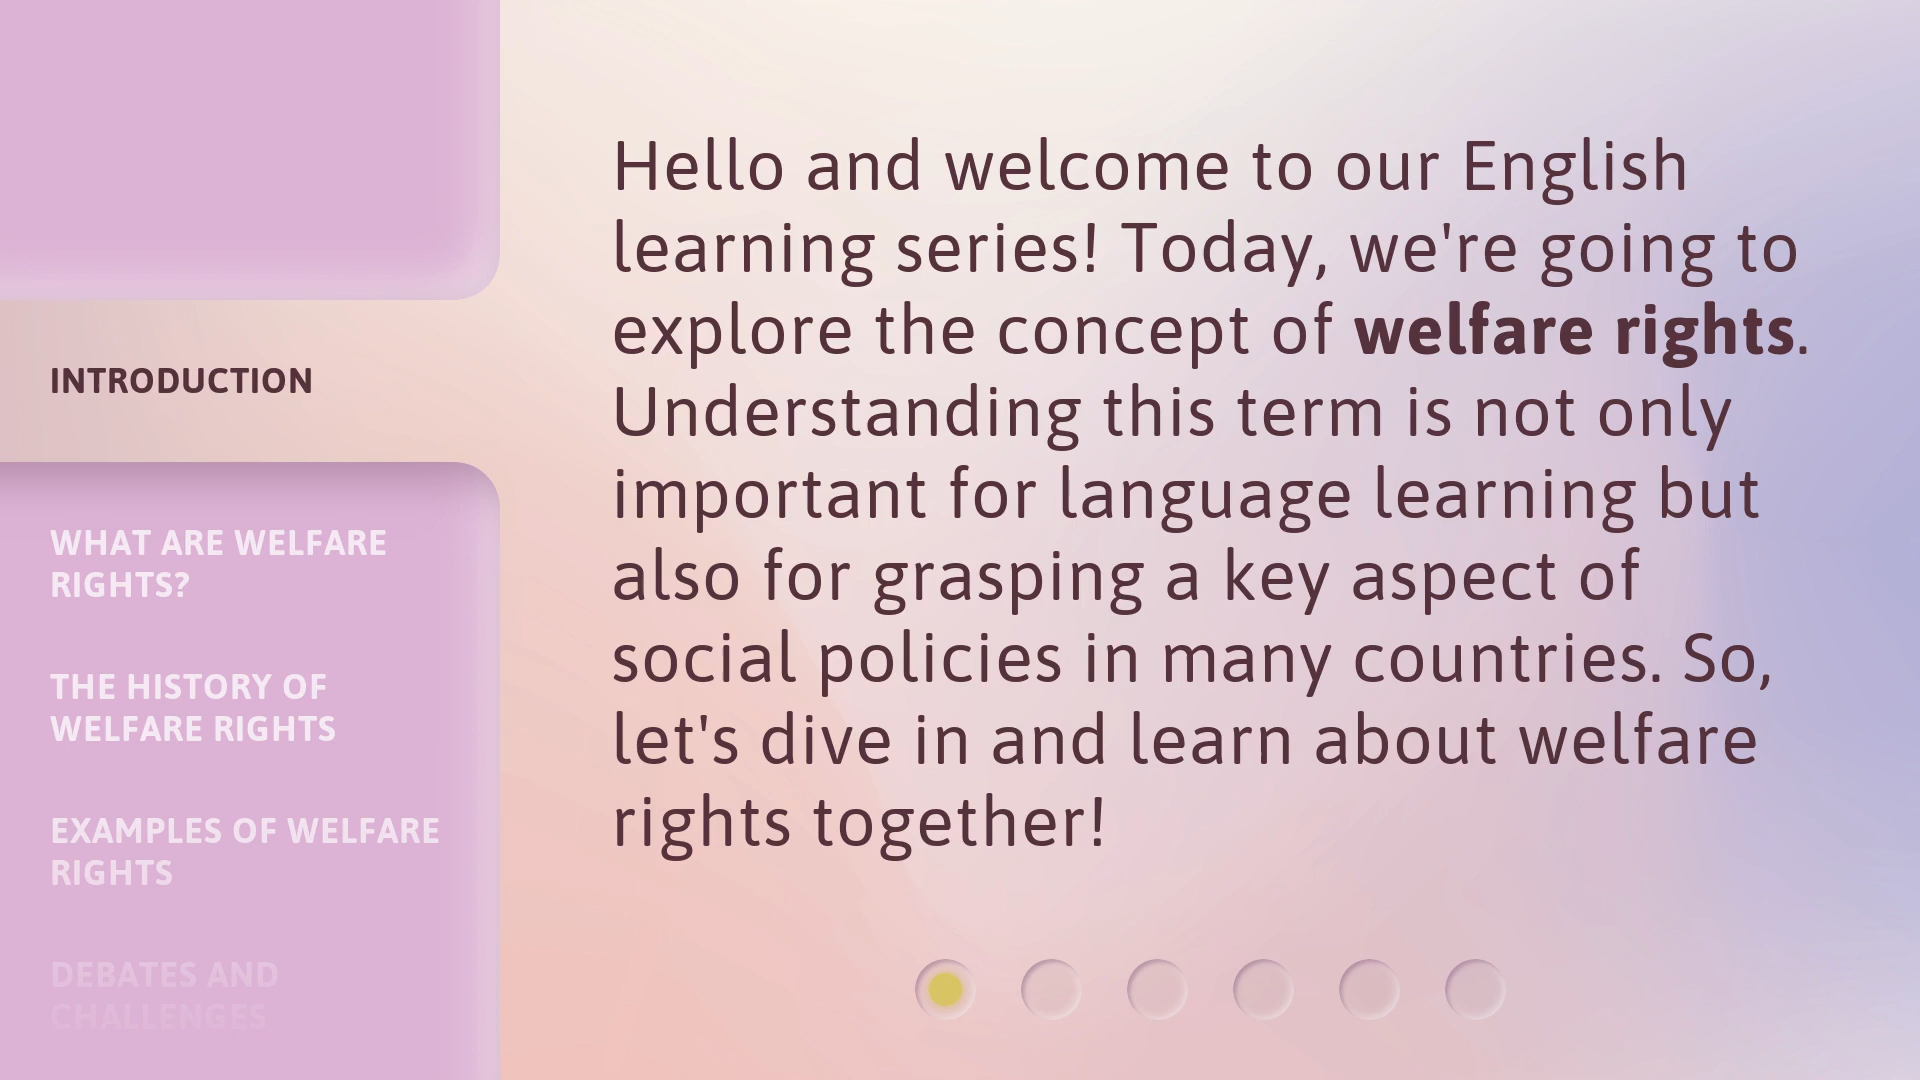 INTRODUCTION
WHAT ARE WELFARE
RIGHTS?
THE HISTORY OF
WELFARE RIGHTS
EXAMPLES OF WELFARE
RIGHTS
DEBATES AND
CHALLENGES
Hello and welcome to our English
learning series! Today, we're going to
explore the concept of welfare rights.
Understanding this term is not only
important for language learning but
also for grasping a key aspect of
social policies in many countries. So,
let's dive in and learn about welfare
rights together!